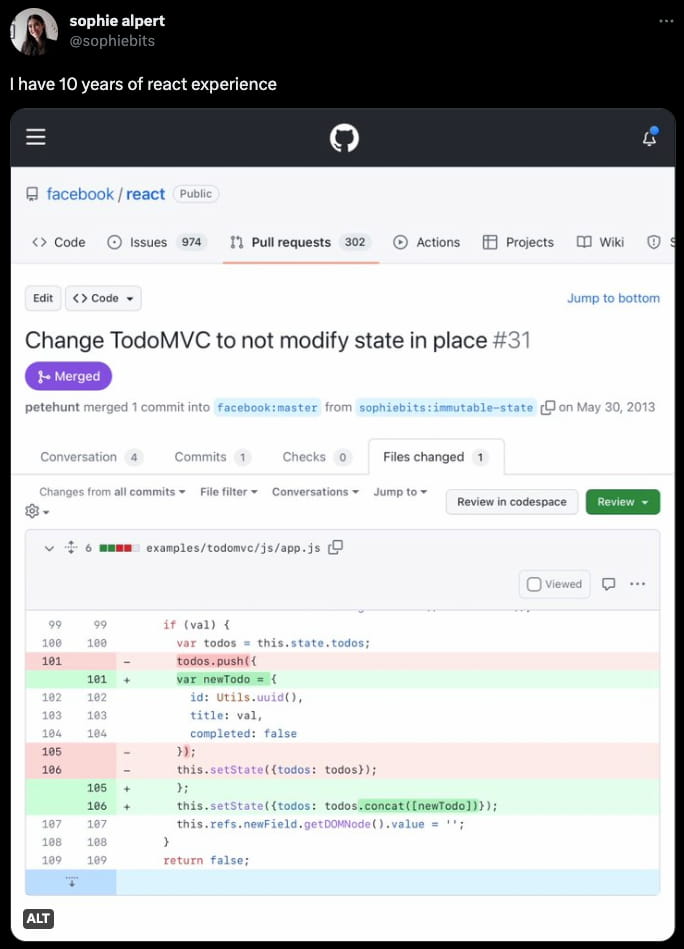 sophie alpert
@sophiebits
I have 10 years of react experience
facebook / react Public
Code Issues 974 Pull requests 302 Actions Projects Wiki
Edit <> Code Jump to bottom
Change TodoMVC to not modify state in place #31
Merged
petehunt merged 1 commit into facebook:master from sophiebits:immutable-state on May 30, 2013
Conversation 4 Commits 1 Checks 0 Files changed 1
Changes from all commits File filter Conversations Jump to
Review in codespace Review
6 examples/todomvc/js/app.js
Viewed
99 99 if (val) {
100 100 var todos = this.state.todos;
101 - todos.push({
101 + var newTodo = {
102 102 id: Utils.uuid(),
103 103 title: val,
104 104 completed: false
105 - });
106 - this.setState({todos: todos});
105 + };
106 + this.setState({todos: todos.concat([newTodo])});
107 107 this.refs.newField.getDOMNode().value = '';
108 108 }
109 109 return false;
ALT